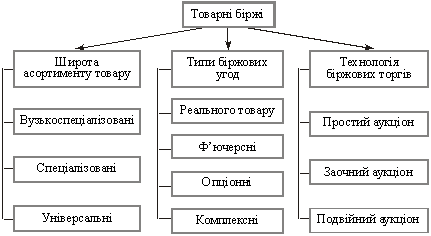 Товарні біржі
Широта
асортименту товару
Вузькоспеціалізовані
Спеціалізовані
Універсальні
Типи біржових
угод
Реального товару
Ф’ючерсні
Опціонні
Комплексні
Технологія
біржових торгів
Простий аукціон
Заочний аукціон
Подвійний аукціон